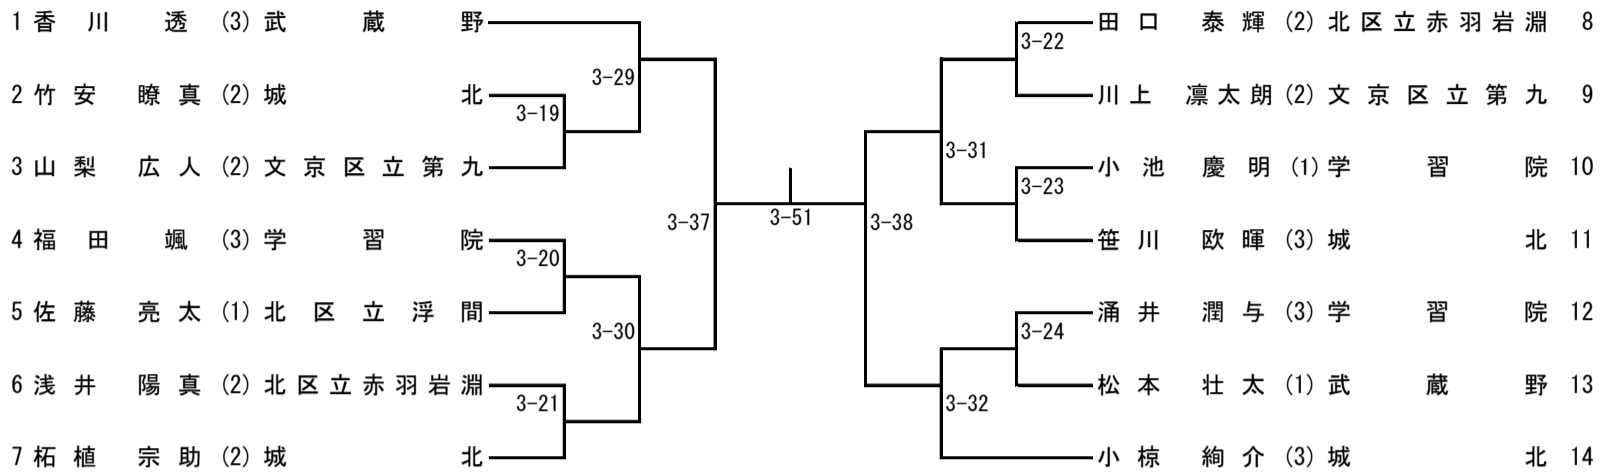 1 香川 透 (3) 武蔵野
2 竹安 瞭真 (2) 城北
3 山梨 広人 (2) 文京区立第九
4 福田 颯 (3) 学習院
5 佐藤 亮太 (1) 北区立浮間
6 浅井 陽真 (2) 北区立赤羽岩淵
7 柘植 宗助 (2) 城北
3-19
3-20
3-21
3-29
3-30
3-37
3-51
3-38
3-31
3-32
3-22
3-23
3-24
田口 泰輝 (2) 北区立赤羽岩淵 8
川上 凛太朗 (2) 文京区立第九 9
小池 慶明 (1) 学習院 10
笹川 欧暉 (3) 城北 11
涌井 潤与 (3) 学習院 12
松本 壮太 (1) 武蔵野 13
小椋 絢介 (3) 城北 14